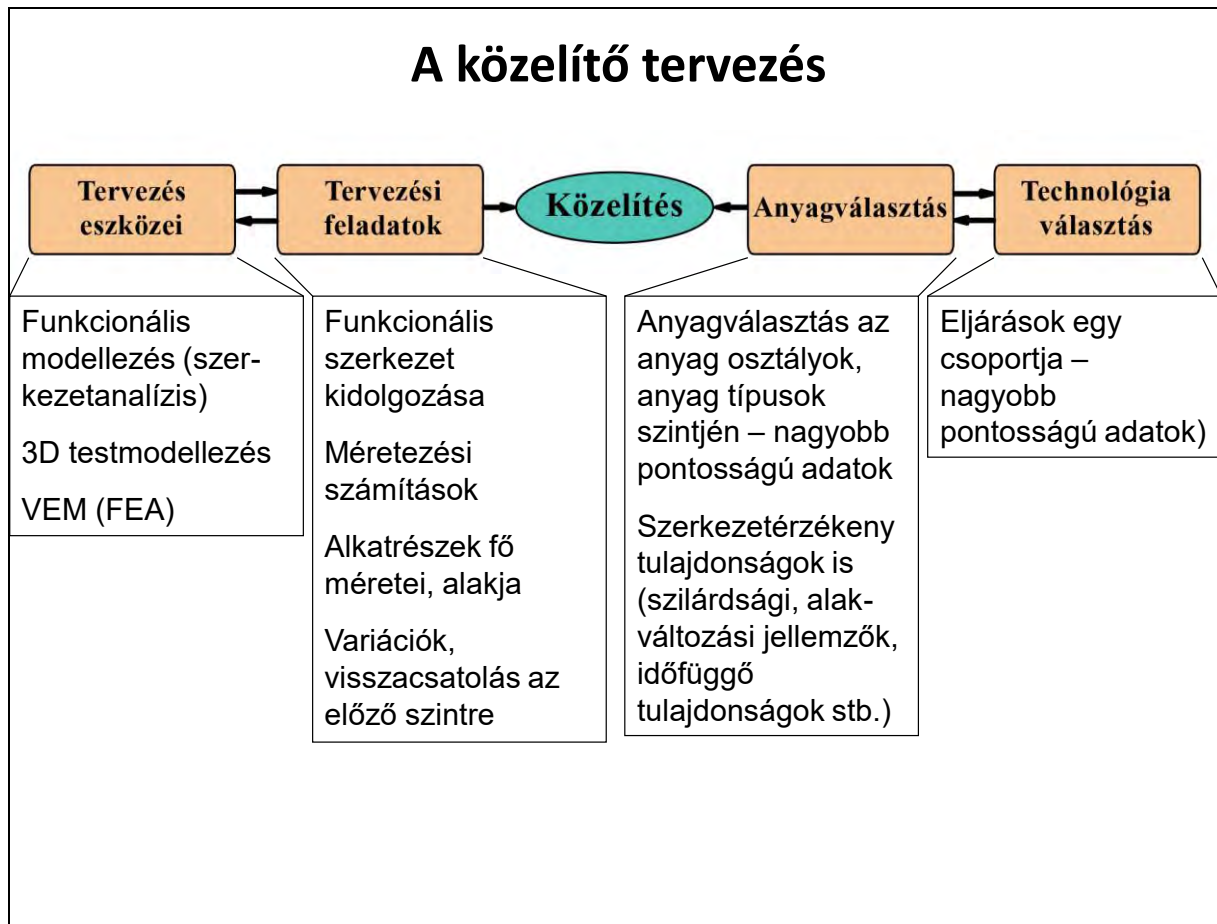 A közelítő tervezés
Tervezés
eszközei
Tervezési
feladatok
Közelítés
Anyagválasztás
Technológia
választás
Funkcionális
modellezés (szer-
kezetanalízis)
3D testmodellezés
VEM (FEA)
Funkcionális
szerkezet
kidolgozása
Méretezési
számítások
Alkatrészek fő
méretei, alakja
Variációk,
visszacsatolás az
előző szintre
Anyagválasztás az
anyag osztályok,
anyag típusok
szintjén – nagyobb
pontosságú adatok
Szerkezetérzékeny
tulajdonságok is
(szilárdsági, alak-
változási jellemzők,
időfüggő
tulajdonságok stb.)
Eljárások egy
csoportja –
nagyobb
pontosságú adatok)